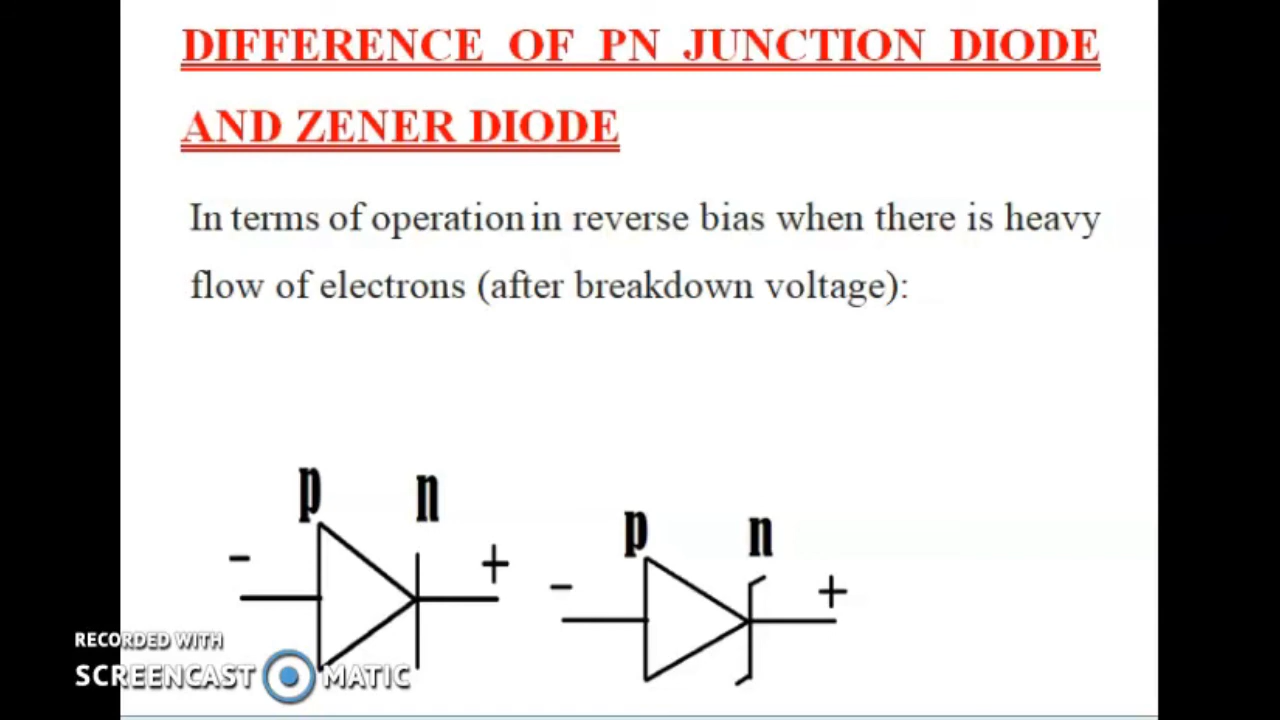 DIFFERENCE OF PN JUNCTION DIODE
AND ZENER DIODE
In terms of operation in reverse bias when there is heavy
flow of electrons (after breakdown voltage):
p n
- +
p n
- +
RECORDED WITH
SCREENCAST MATIC